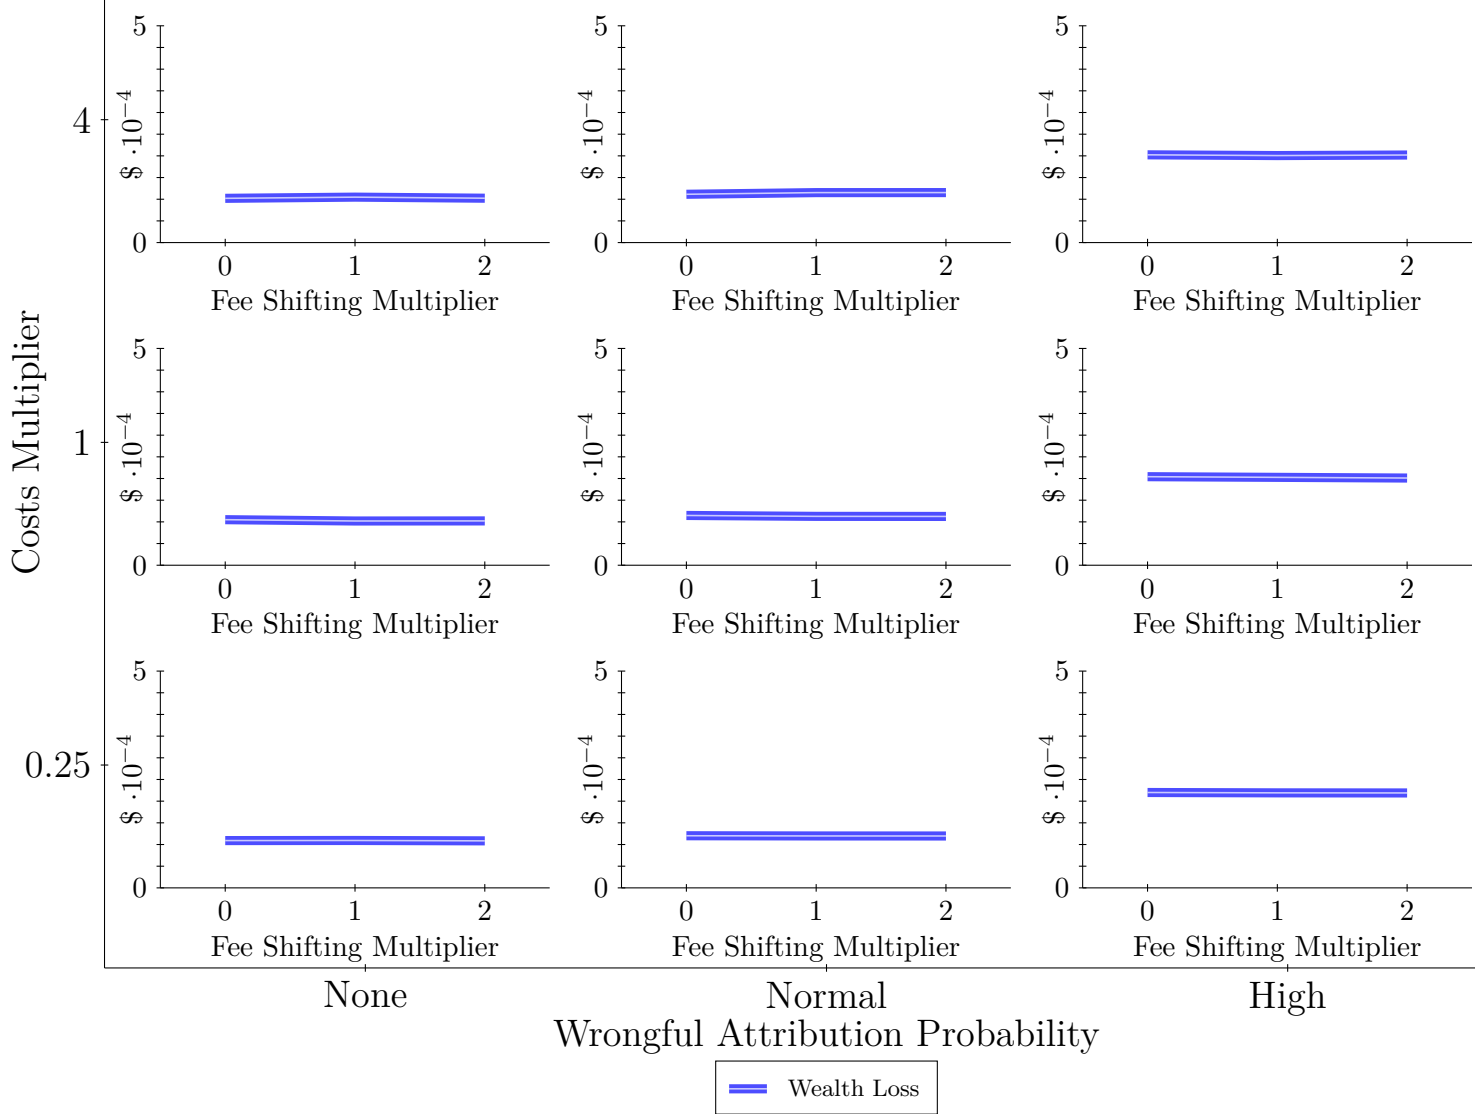 5
0
$ ·10⁻⁴
0 1 2
Fee Shifting Multiplier
5
0
$ ·10⁻⁴
0 1 2
Fee Shifting Multiplier
5
0
$ ·10⁻⁴
0 1 2
Fee Shifting Multiplier
4
5
0
$ ·10⁻⁴
0 1 2
Fee Shifting Multiplier
5
0
$ ·10⁻⁴
0 1 2
Fee Shifting Multiplier
5
0
$ ·10⁻⁴
0 1 2
Fee Shifting Multiplier
1
Costs Multiplier
5
0
$ ·10⁻⁴
0 1 2
Fee Shifting Multiplier
5
0
$ ·10⁻⁴
0 1 2
Fee Shifting Multiplier
5
0
$ ·10⁻⁴
0 1 2
Fee Shifting Multiplier
0.25
None Normal High
Wrongful Attribution Probability
Wealth Loss